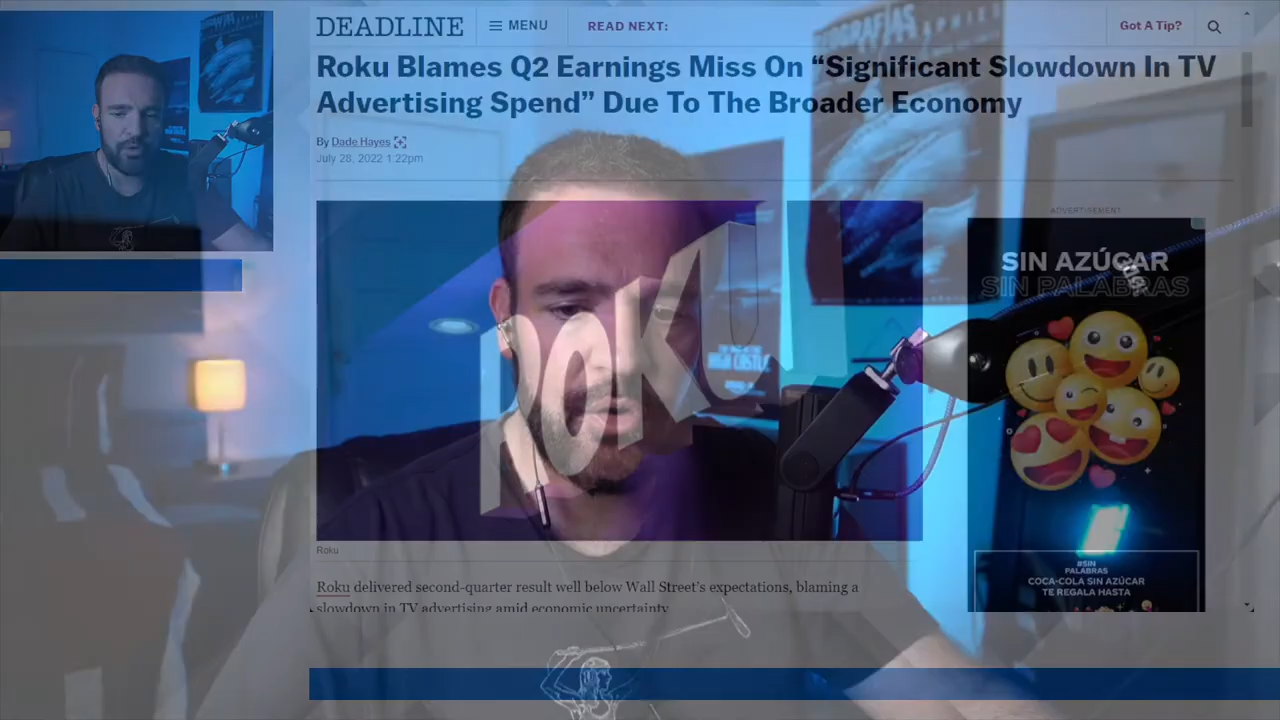 DEADLINE
MENU
READ NEXT:
Got A Tip?
Roku Blames Q2 Earnings Miss On “Significant Slowdown In TV
Advertising Spend” Due To The Broader Economy
By Dade Hayes
July 28, 2022 1:22pm
ADVERTISEMENT
ROKU
SIN AZÚCAR
SIN PALABRAS
HIGH CASTLE
#SIN
PALABRAS
COCA-COLA SIN AZÚCAR
TE REGALA HASTA
Roku
Roku delivered second-quarter result well below Wall Street’s expectations, blaming a
slowdown in TV advertising amid economic uncertainty